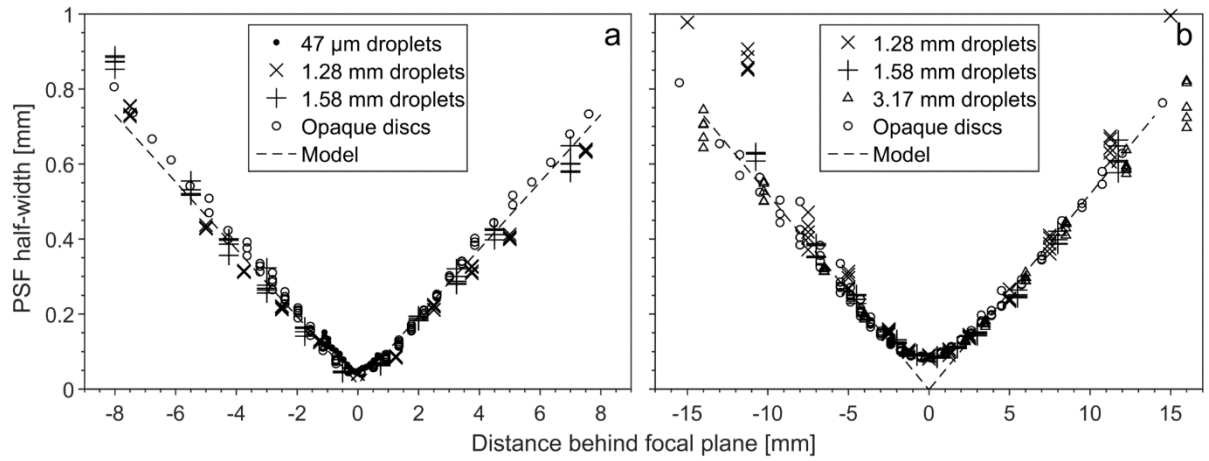 PSF half-width [mm]
1
0.8
0.6
0.4
0.2
0
47 µm droplets
1.28 mm droplets
1.58 mm droplets
Opaque discs
Model
a
-8 -6 -4 -2 0 2 4 6 8
1.28 mm droplets
1.58 mm droplets
3.17 mm droplets
Opaque discs
Model
b
-15 -10 -5 0 5 10 15
Distance behind focal plane [mm]